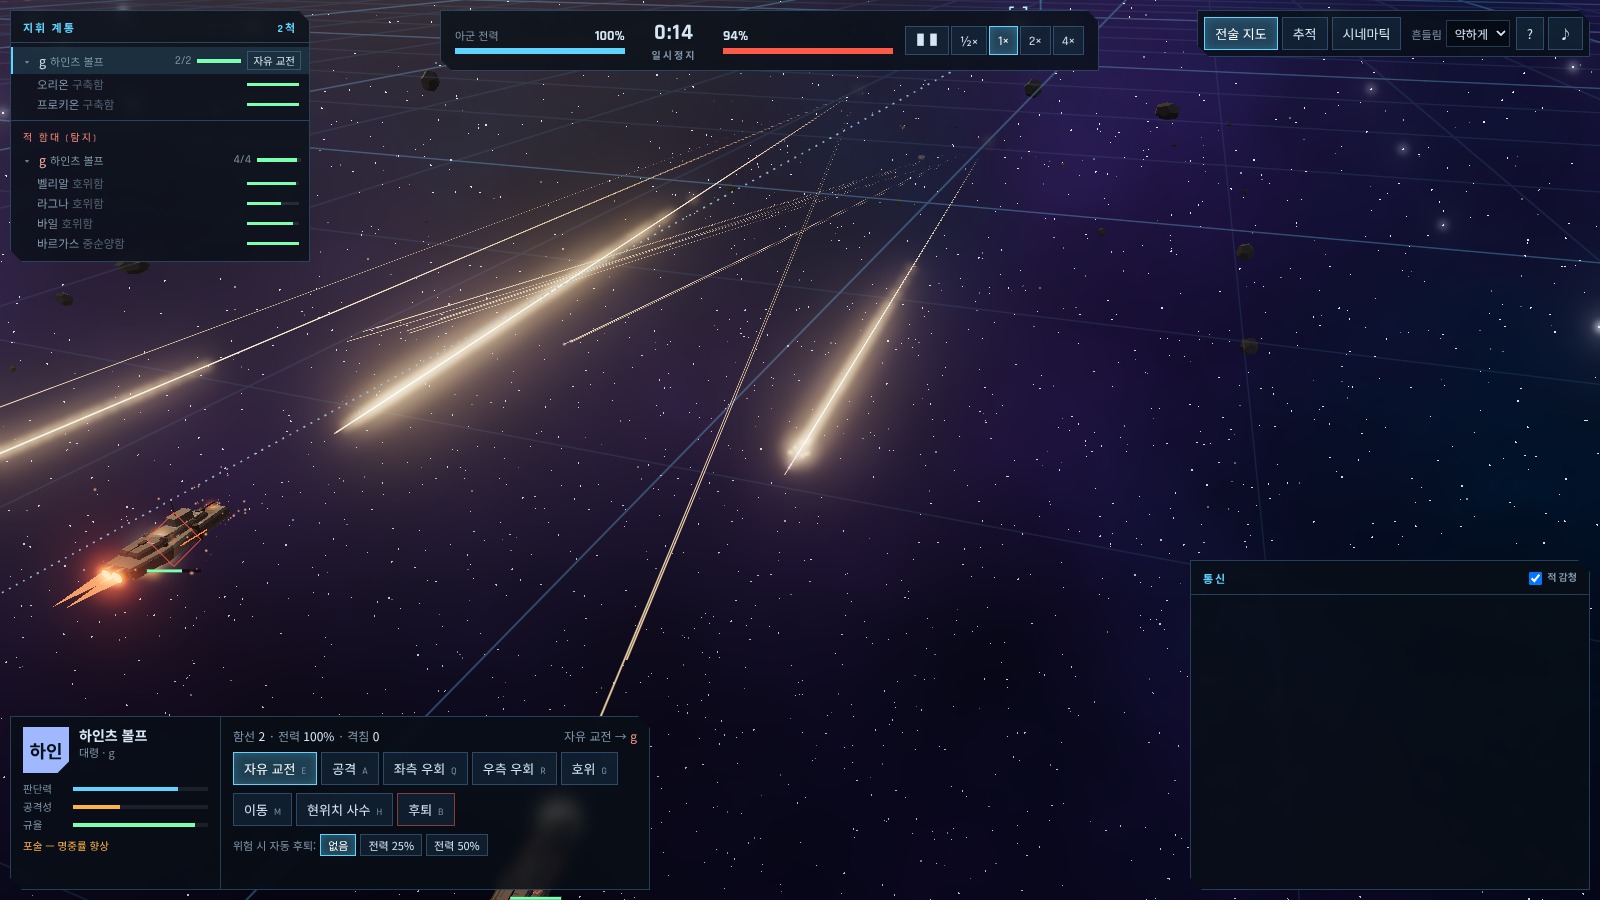 지휘 계통 2척
g 하인츠 볼프 2/2 자유 교전
오리온 구축함
프로키온 구축함
적 함대 (탐지)
g 하인츠 볼프 4/4
벨리알 호위함
라그나 호위함
바일 호위함
바르가스 중순양함
아군 전력 100% 0:14 94%
일시정지
½× 1× 2× 4×
전술 지도 추적 시네마틱 흔들림 약하게 ? ♪
통신 적 감청
하인 하인츠 볼프
대령 · g
판단력
공격성
규율
포술 — 명중률 향상
함선 2 · 전력 100% · 격침 0 자유 교전 → g
자유 교전 E 공격 A 좌측 우회 Q 우측 우회 R 호위 G
이동 M 현위치 사수 H 후퇴 B
위험 시 자동 후퇴: 없음 전력 25% 전력 50%